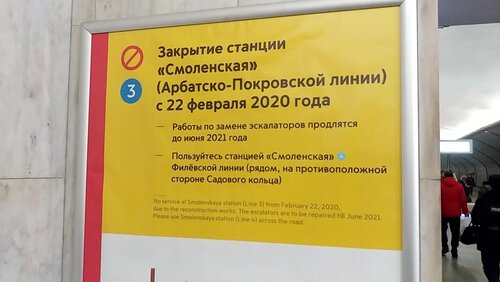 Закрытие станции
«Смоленская»
(Арбатско-Покровской линии)
3
с 22 февраля 2020 года
— Работы по замене эскалаторов продлятся
до июня 2021 года
— Пользуйтесь станцией «Смоленская» 4
Филёвской линии (рядом, на противоположной
стороне Садового кольца)
No service at Smolenskaya station (Line 3) from February 22, 2020,
due to the reconstruction works. The escalators are to be repaired till June 2021.
Please use Smolenskaya station (Line 4) across the road.